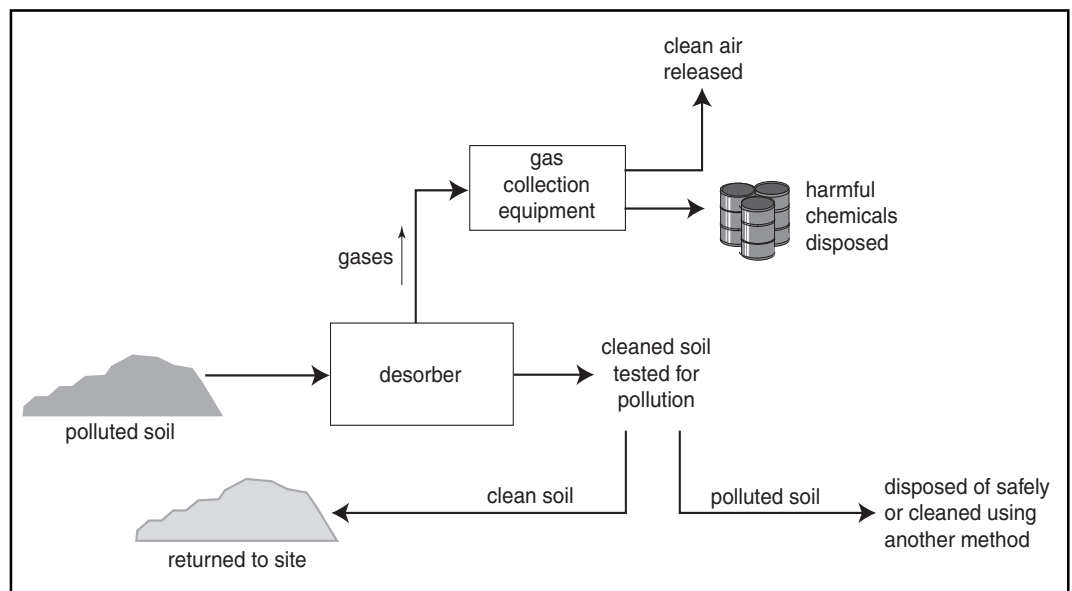 clean air
released
gas
collection
equipment
harmful
chemicals
disposed
gases
desorber
cleaned soil
tested for
pollution
polluted soil
clean soil
polluted soil
disposed of safely
or cleaned using
another method
returned to site